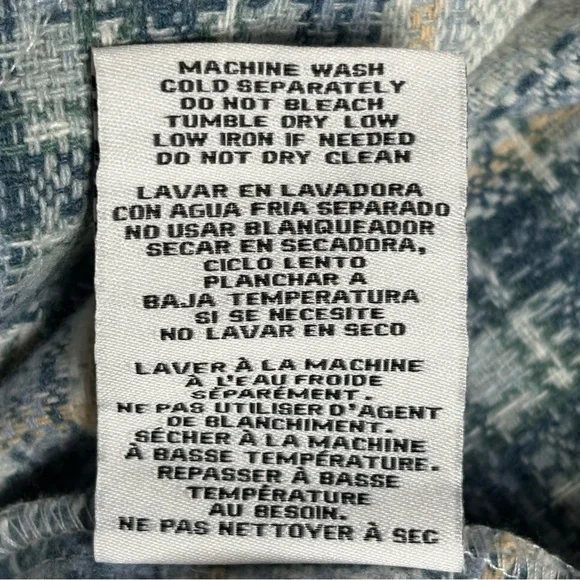 MACHINE WASH
COLD SEPARATELY
DO NOT BLEACH
TUMBLE DRY LOW
LOW IRON IF NEEDED
DO NOT DRY CLEAN
LAVAR EN LAVADORA
CON AGUA FRIA SEPARADO
NO USAR BLANQUEADOR
SECAR EN SECADORA,
CICLO LENTO
PLANCHAR A
BAJA TEMPERATURA
SI SE NECESITE
NO LAVAR EN SECO
LAVER À LA MACHINE
À L'EAU FROIDE
SÉPARÉMENT.
NE PAS UTILISER D'AGENT
DE BLANCHIMENT.
SÉCHER À LA MACHINE
À BASSE TEMPÉRATURE.
REPASSER À BASSE
TEMPÉRATURE
AU BESOIN.
NE PAS NETTOYER À SEC